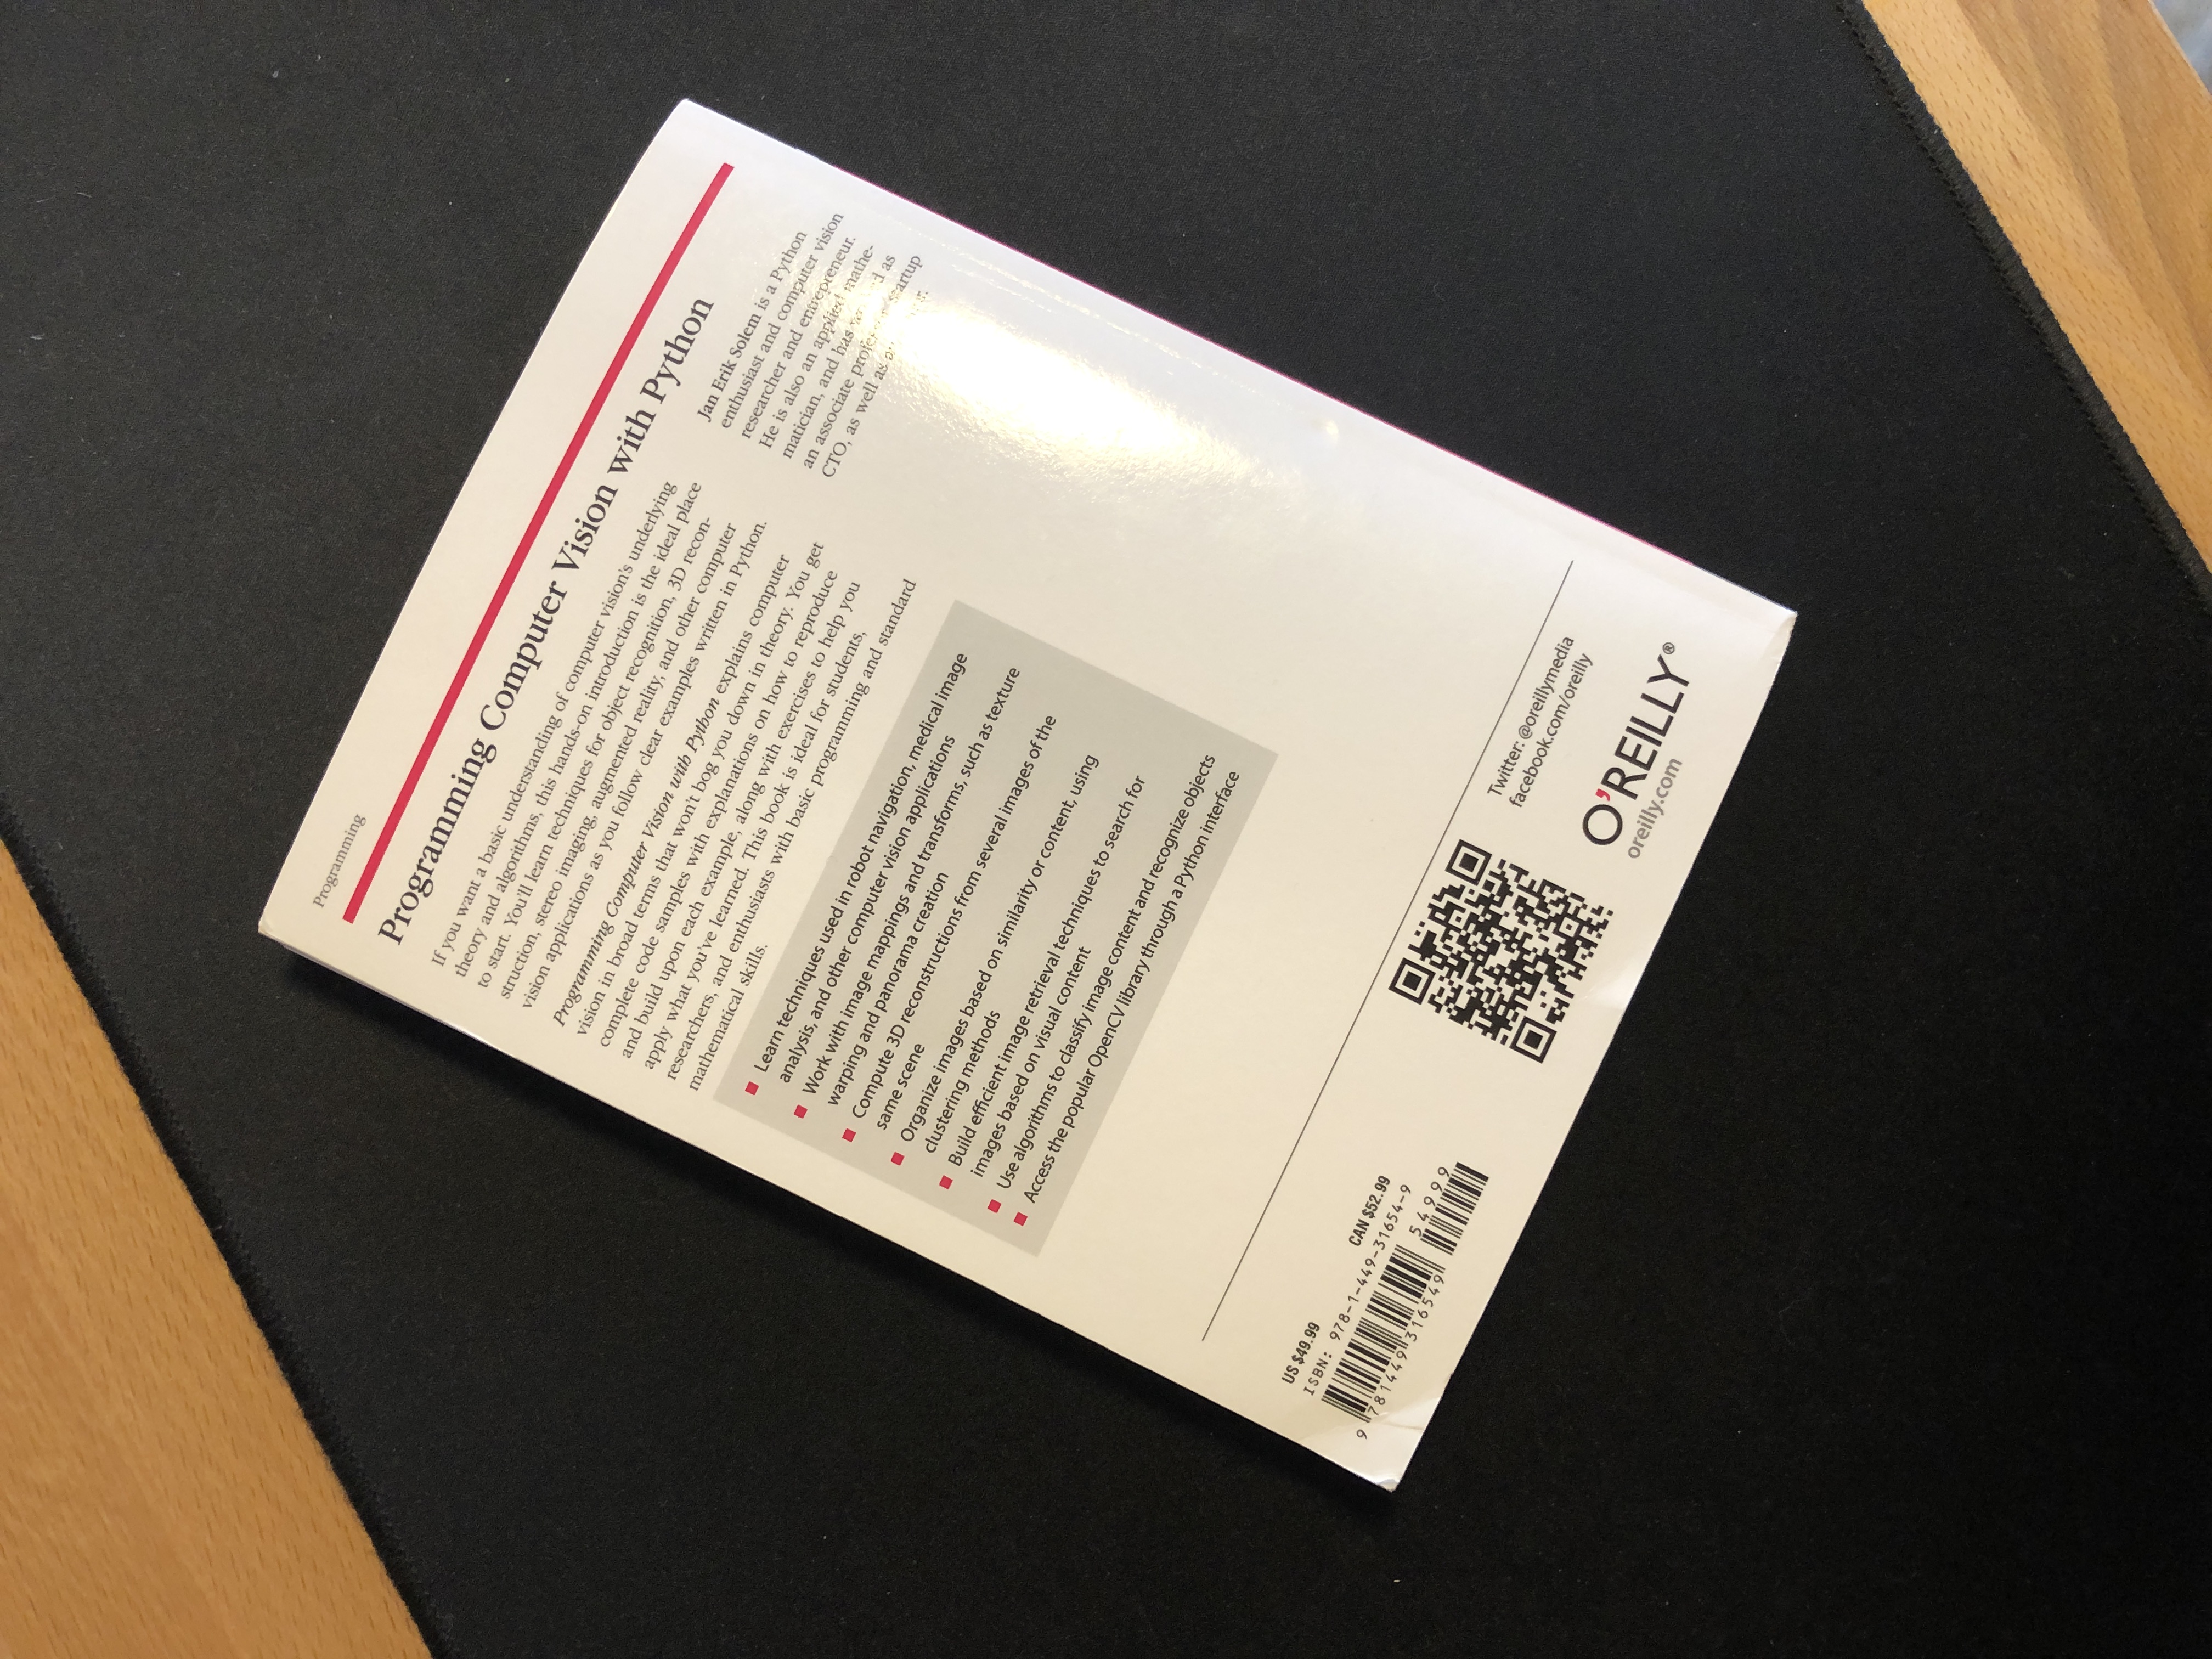 Programming
Programming Computer Vision with Python
If you want a basic understanding of computer vision's underlying
theory and algorithms, this hands-on introduction is the ideal place
to start. You'll learn techniques for object recognition, 3D recon-
struction, stereo imaging, augmented reality, and other computer
vision applications as you follow clear examples written in Python.
Programming Computer Vision with Python explains computer
vision in broad terms that won't bog you down in theory. You get
complete code samples with explanations on how to reproduce
and build upon each example, along with exercises to help you
apply what you've learned. This book is ideal for students,
researchers, and enthusiasts with basic programming and standard
mathematical skills.
Jan Erik Solem is a Python
enthusiast and computer vision
researcher and entrepreneur.
He is also an applied mathe-
matician, and has as
an associate startup
CTO, as well as
■ Learn techniques used in robot navigation, medical image
analysis, and other computer vision applications
■ Work with image mappings and transforms, such as texture
warping and panorama creation
■ Compute 3D reconstructions from several images of the
same scene
■ Organize images based on similarity or content, using
clustering methods
■ Build efficient image retrieval techniques to search for
images based on visual content
■ Use algorithms to classify image content and recognize objects
■ Access the popular OpenCV library through a Python interface
US $49.99 CAN $52.99
ISBN: 978-1-449-31654-9
5 4 9 9 9
9 781449 316549
Twitter: @oreillymedia
facebook.com/oreilly
O'REILLY®
oreilly.com